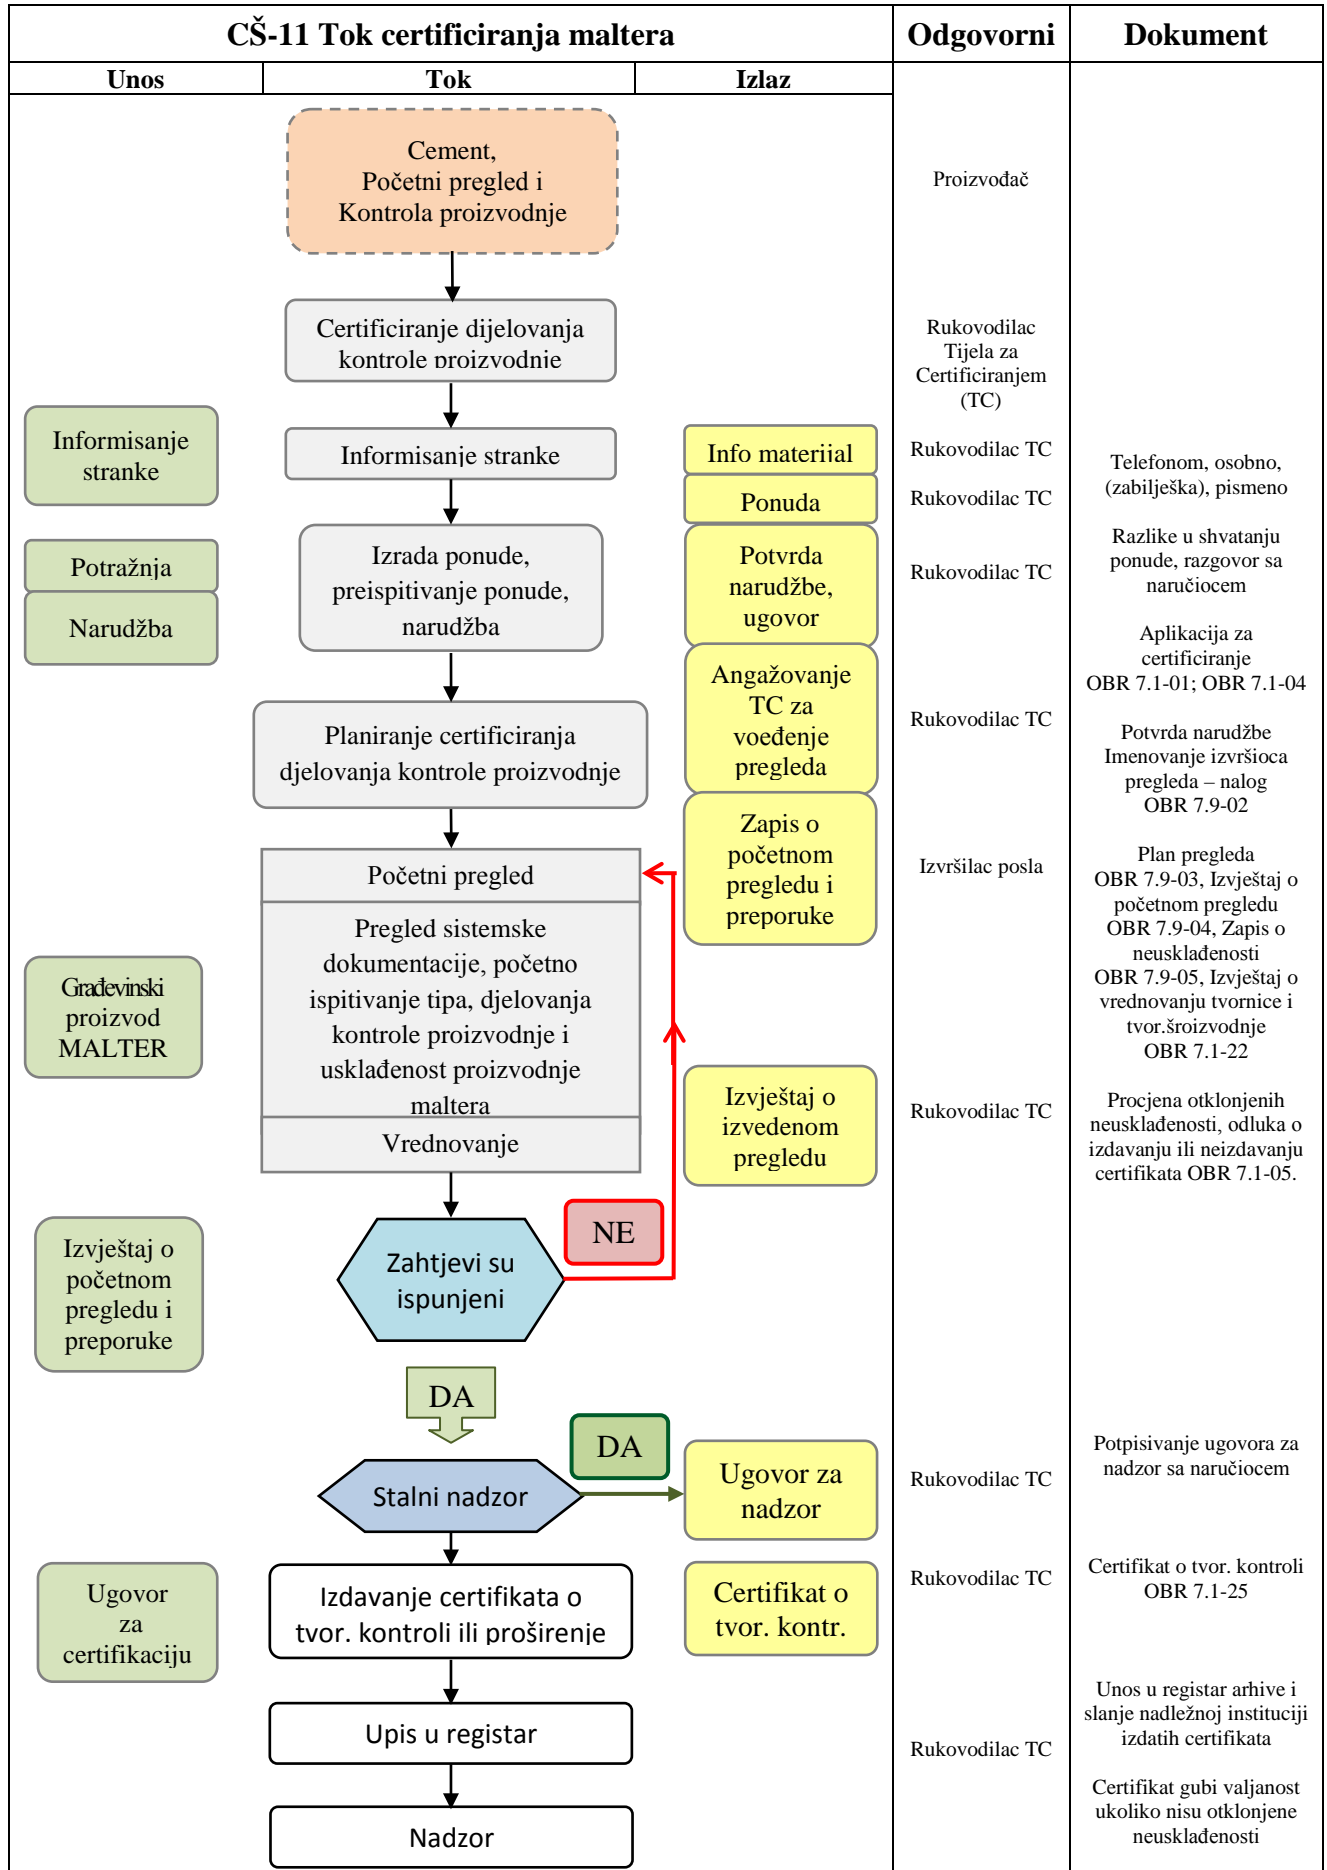 CŠ-11 Tok certificiranja maltera
Odgovorni
Dokument
Unos
Tok
Izlaz
Cement,
Početni pregled i
Kontrola proizvodnje
Proizvođač
Certificiranje dijelovanja
kontrole proizvodnje
Rukovodilac
Tijela za
Certificiranjem
(TC)
Informisanje
stranke
Informisanje stranke
Info materijal
Rukovodilac TC
Ponuda
Rukovodilac TC
Telefonom, osobno,
(zabilješka), pismeno
Potražnja
Narudžba
Izrada ponude,
preispitivanje ponude,
narudžba
Potvrda
narudžbe,
ugovor
Rukovodilac TC
Razlike u shvatanju
ponude, razgovor sa
naručiocem
Aplikacija za
certificiranje
OBR 7.1-01; OBR 7.1-04
Planiranje certificiranja
djelovanja kontrole proizvodnje
Angažovanje
TC za
voeđenje
pregleda
Rukovodilac TC
Potvrda narudžbe
Imenovanje izvršioca
pregleda – nalog
OBR 7.9-02
Početni pregled
Zapis o
početnom
pregledu i
preporuke
Izvršilac posla
Plan pregleda
OBR 7.9-03, Izvještaj o
početnom pregledu
OBR 7.9-04, Zapis o
neusklađenosti
OBR 7.9-05, Izvještaj o
vrednovanju tvornice i
tvor.šroizvodnje
OBR 7.1-22
Građevinski
proizvod
MALTER
Pregled sistemske
dokumentacije, početno
ispitivanje tipa, djelovanja
kontrole proizvodnje i
usklađenost proizvodnje
maltera
Vrednovanje
Izvještaj o
izvedenom
pregledu
Rukovodilac TC
Procjena otklonjenih
neusklađenosti, odluka o
izdavanju ili neizdavanju
certifikata OBR 7.1-05.
Izvještaj o
početnom
pregledu i
preporuke
Zahtjevi su
ispunjeni
NE
DA
DA
Stalni nadzor
Ugovor za
nadzor
Rukovodilac TC
Potpisivanje ugovora za
nadzor sa naručiocem
Ugovor
za
certifikaciju
Izdavanje certifikata o
tvor. kontroli ili proširenje
Certifikat o
tvor. kontr.
Rukovodilac TC
Certifikat o tvor. kontroli
OBR 7.1-25
Upis u registar
Rukovodilac TC
Unos u registar arhive i
slanje nadležnoj instituciji
izdatih certifikata
Nadzor
Certifikat gubi valjanost
ukoliko nisu otklonjene
neusklađenosti